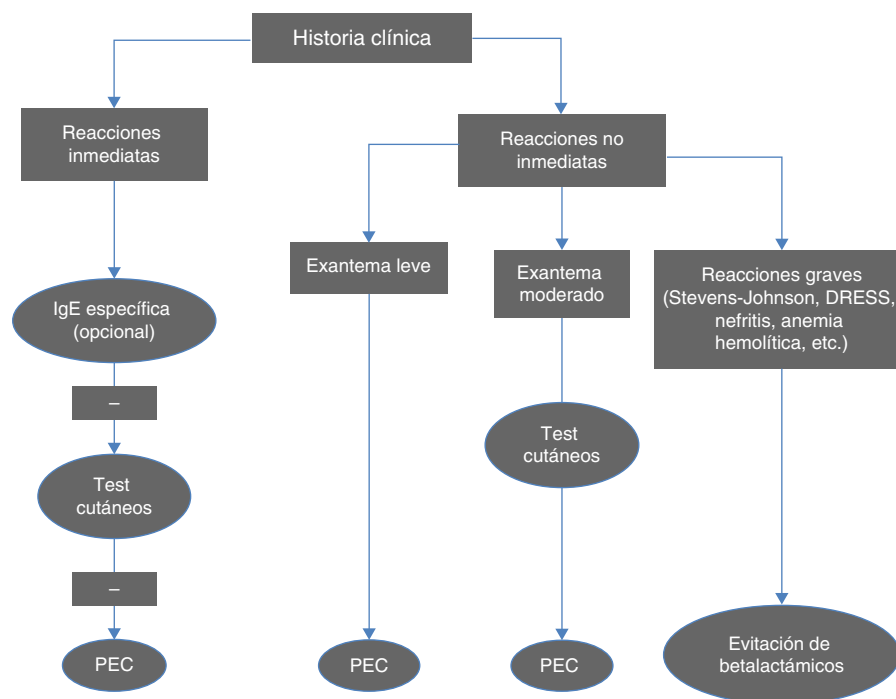 Historia clínica
Reacciones
inmediatas
IgE específica
(opcional)
–
Test
cutáneos
–
PEC
Reacciones no
inmediatas
Exantema leve
PEC
Exantema
moderado
Test
cutáneos
PEC
Reacciones graves
(Stevens-Johnson, DRESS,
nefritis, anemia
hemolítica, etc.)
Evitación de
betalactámicos